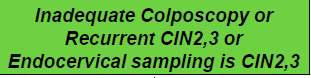 Inadequate Colposcopy or
Recurrent CIN2,3 or
Endocervical sampling is CIN2,3